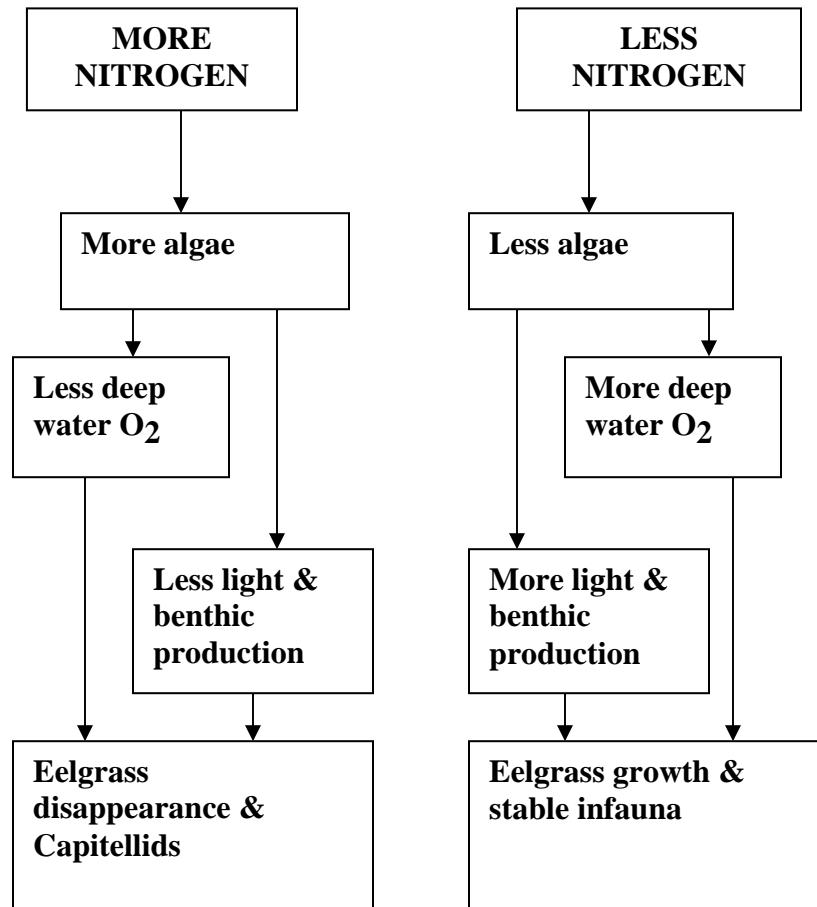 MORE
NITROGEN
LESS
NITROGEN
More algae
Less algae
Less deep
water O2
More deep
water O2
Less light &
benthic
production
More light &
benthic
production
Eelgrass
disappearance &
Capitellids
Eelgrass growth &
stable infauna